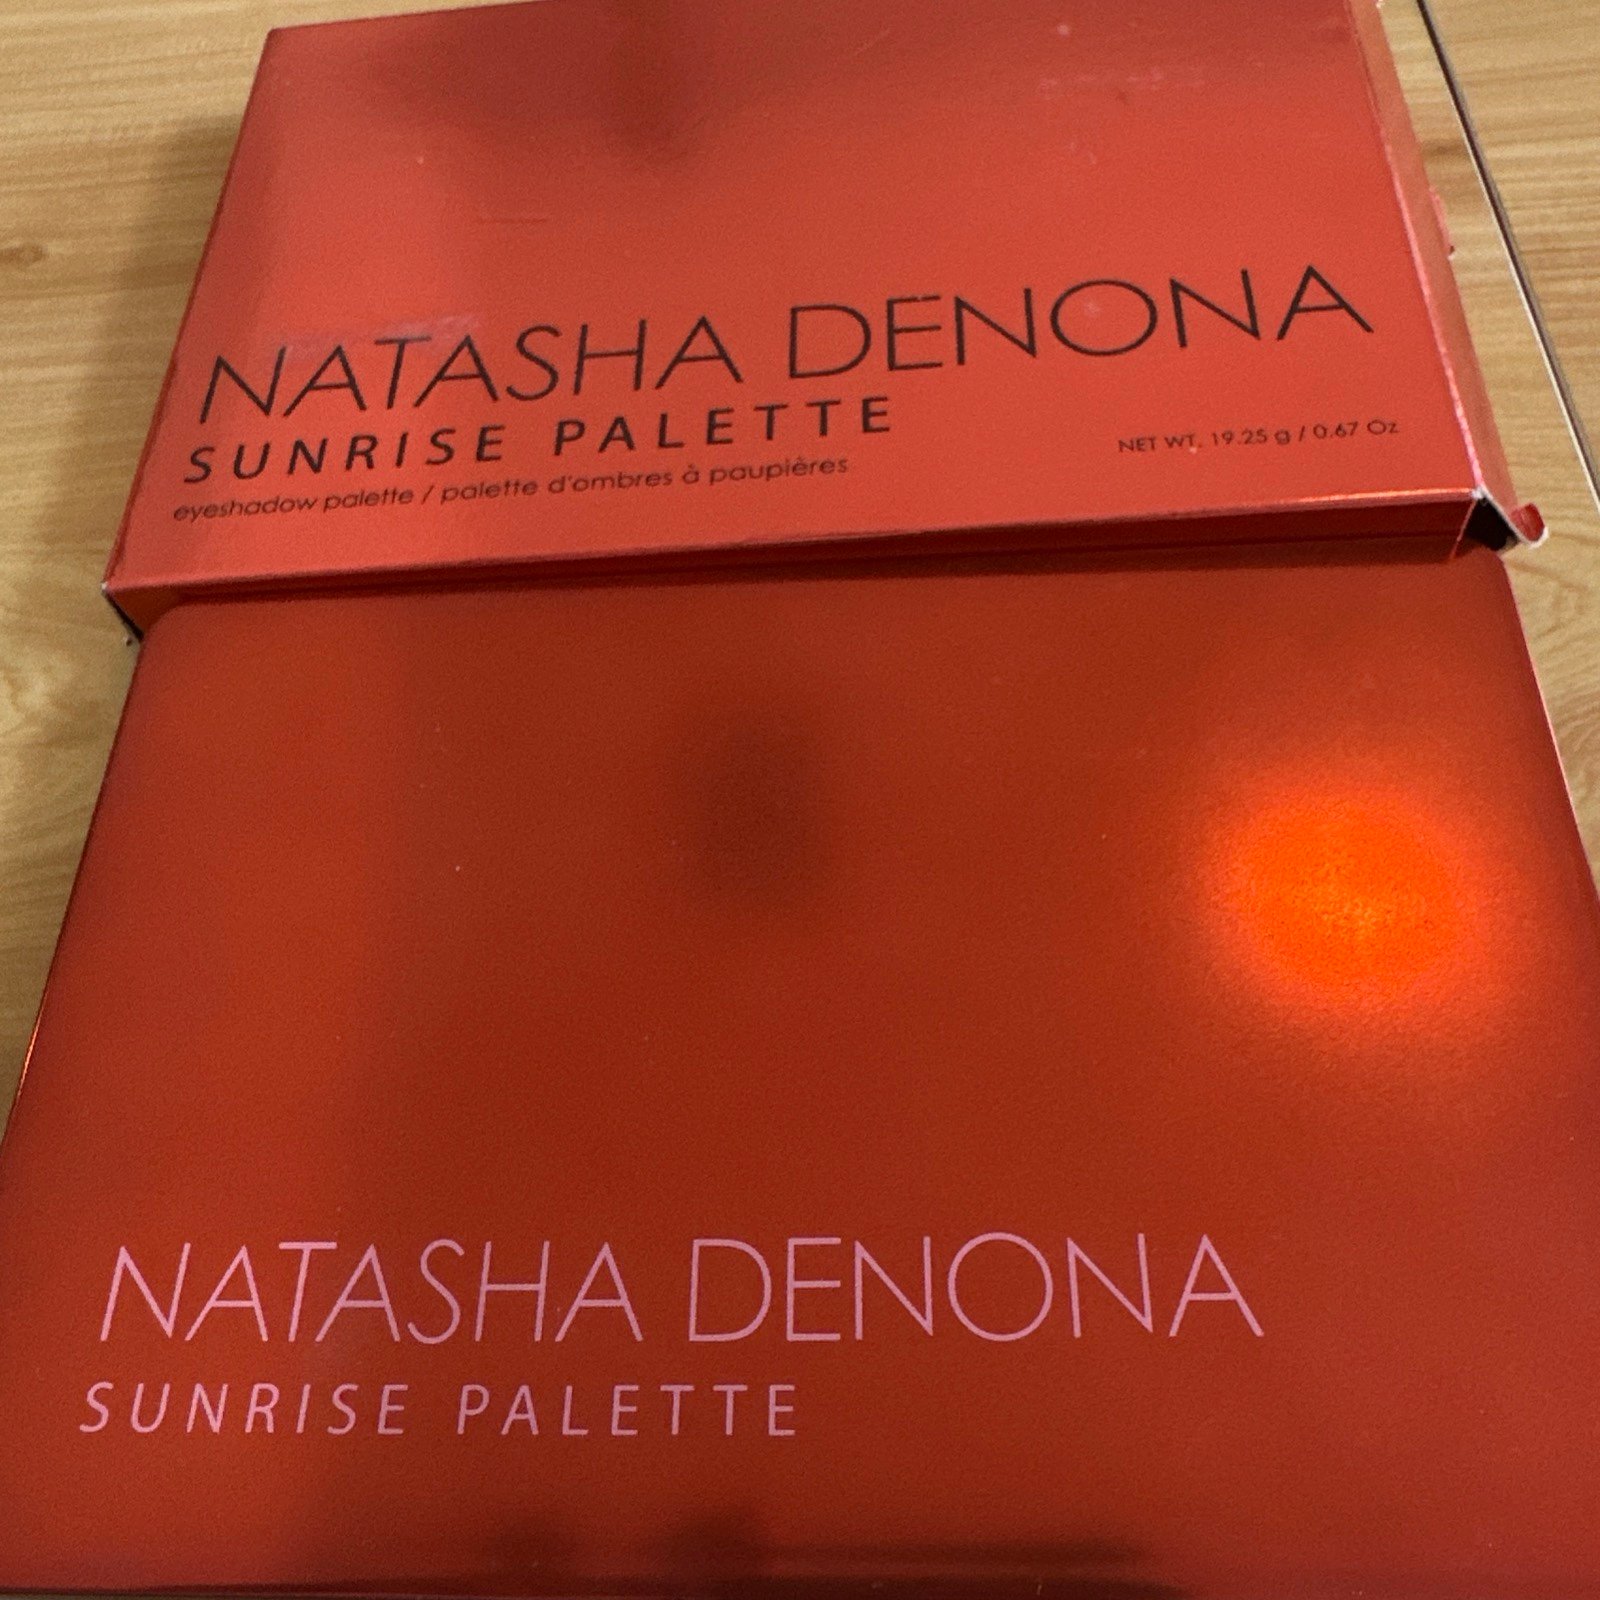 NATASHA DENONA
SUNRISE PALETTE
eyeshadow palette / palette d'ombres à paupières
NET WT. 19.25 g / 0.67 Oz
NATASHA DENONA
SUNRISE PALETTE